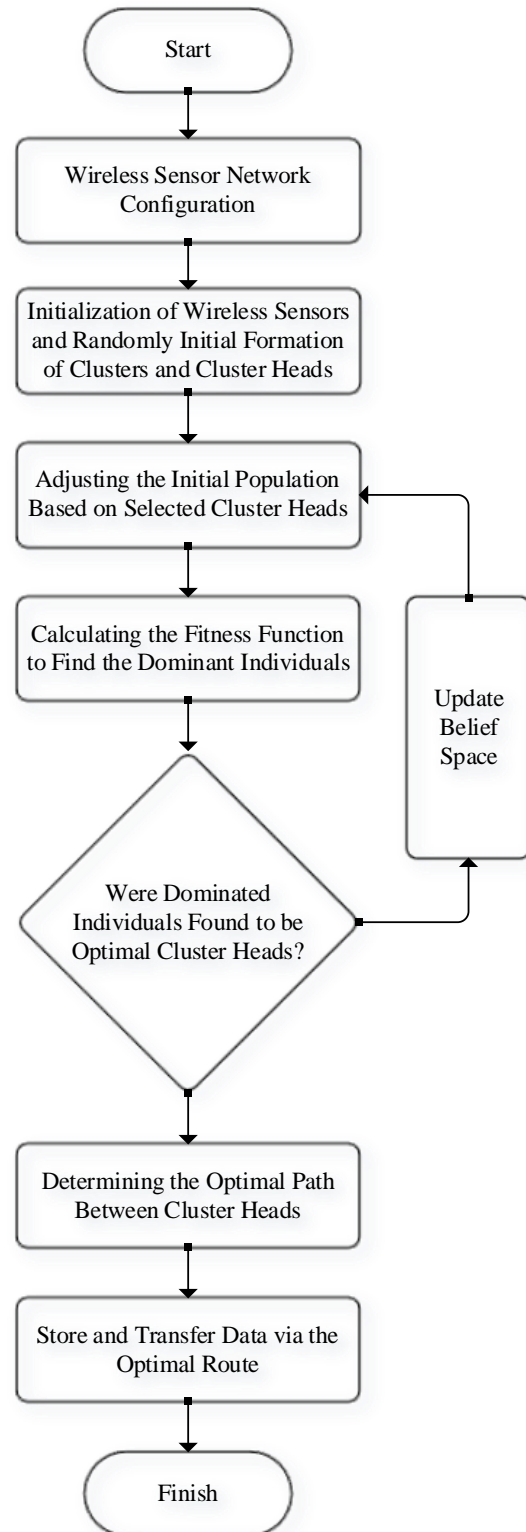 Start
Wireless Sensor Network
Configuration
Initialization of Wireless Sensors
and Randomly Initial Formation
of Clusters and Cluster Heads
Adjusting the Initial Population
Based on Selected Cluster Heads
Calculating the Fitness Function
to Find the Dominant Individuals
Update
Belief
Space
Were Dominated
Individuals Found to be
Optimal Cluster Heads?
Determining the Optimal Path
Between Cluster Heads
Store and Transfer Data via the
Optimal Route
Finish